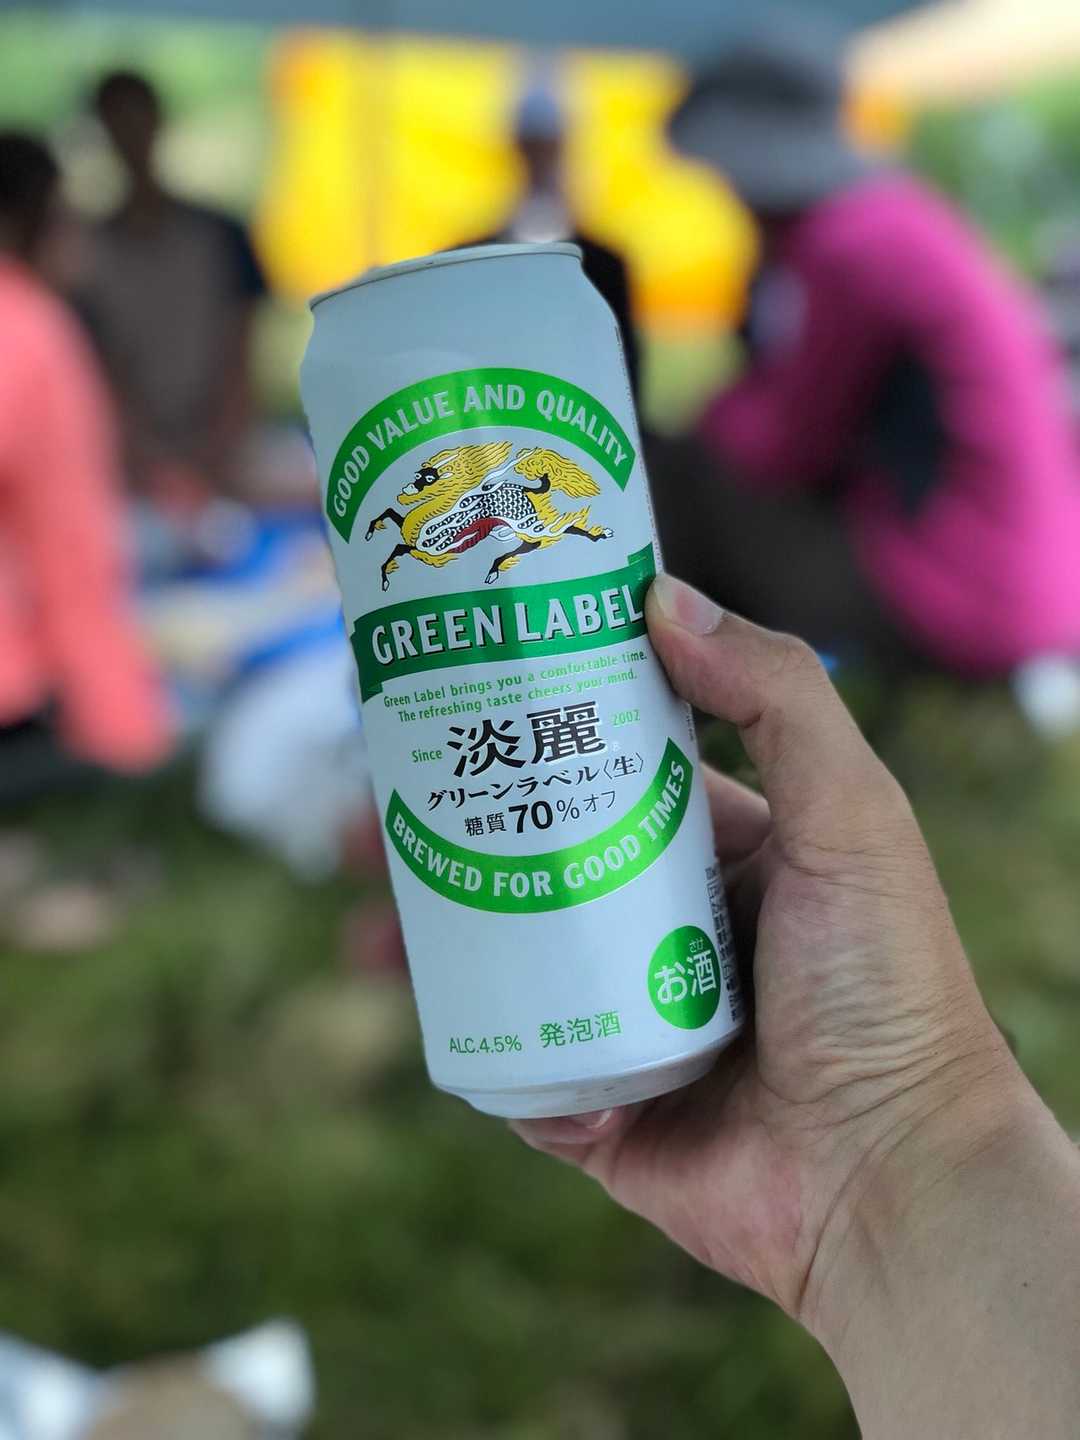 GOOD VALUE AND QUALITY
GREEN LABEL
Green Label brings you a comfortable time.
The refreshing taste cheers your mind.
Since 淡麗® 2002
グリーンラベル〈生〉
糖質70%オフ
BREWED FOR GOOD TIMES
さけ
お酒
ALC.4.5% 発泡酒